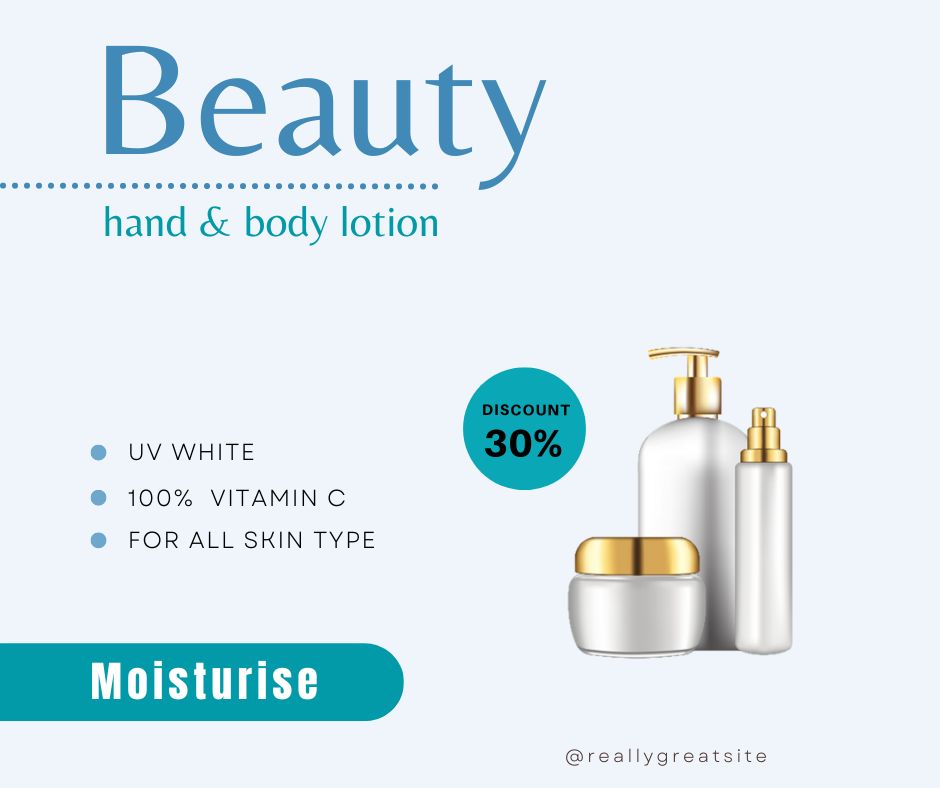 Beauty
hand & body lotion
DISCOUNT
30%
UV WHITE
100% VITAMIN C
FOR ALL SKIN TYPE
Moisturise
@reallygreatsite